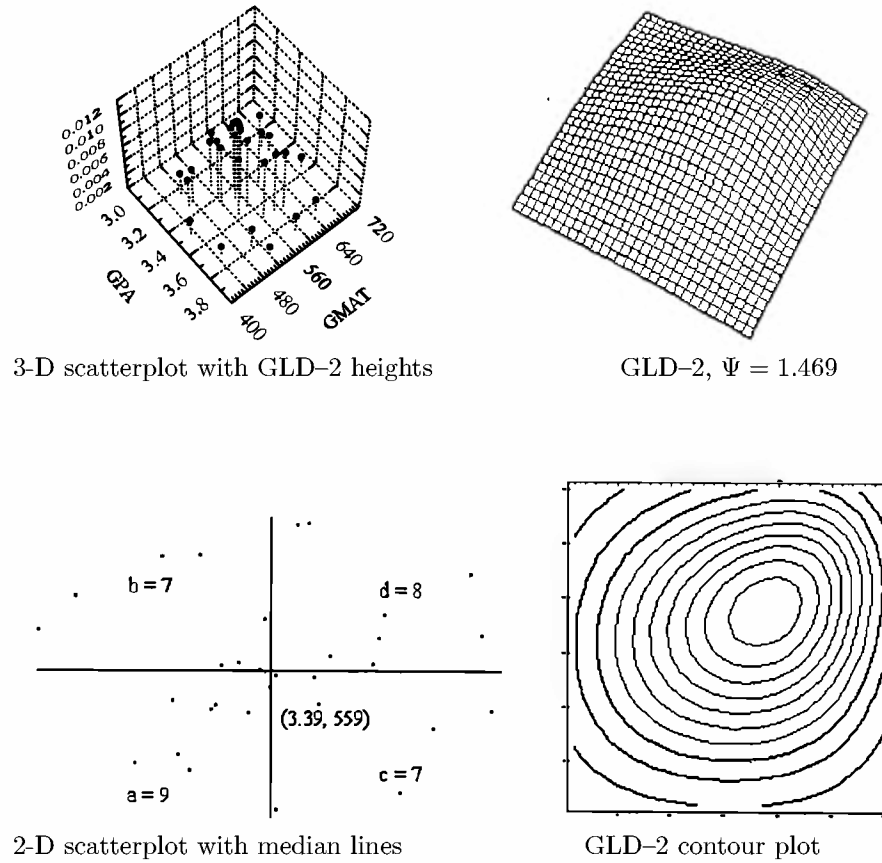 0.012
0.010
0.008
0.006
0.004
0.002
3.0
3.2
3.4
3.6
3.8
GPA
400
480
560
640
720
GMAT
3-D scatterplot with GLD–2 heights
GLD–2, Ψ = 1.469
b = 7
d = 8
(3.39, 559)
a = 9
c = 7
2-D scatterplot with median lines
GLD–2 contour plot